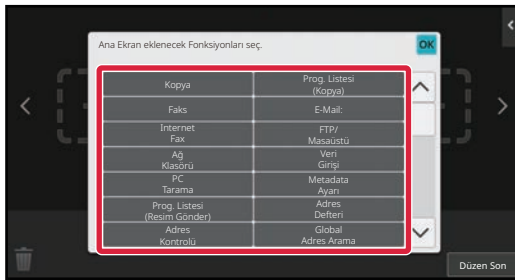 Ana Ekran eklenecek Fonksiyonları seç.
OK
Kopya
Prog. Listesi
(Kopya)
Faks
E-Mail:
Internet
Fax
FTP/
Masaüstü
Ağ
Klasörü
Veri
Girişi
PC
Tarama
Metadata
Ayarı
Prog. Listesi
(Resim Gönder)
Adres
Defteri
Adres
Kontrolü
Global
Adres Arama
Düzen Son